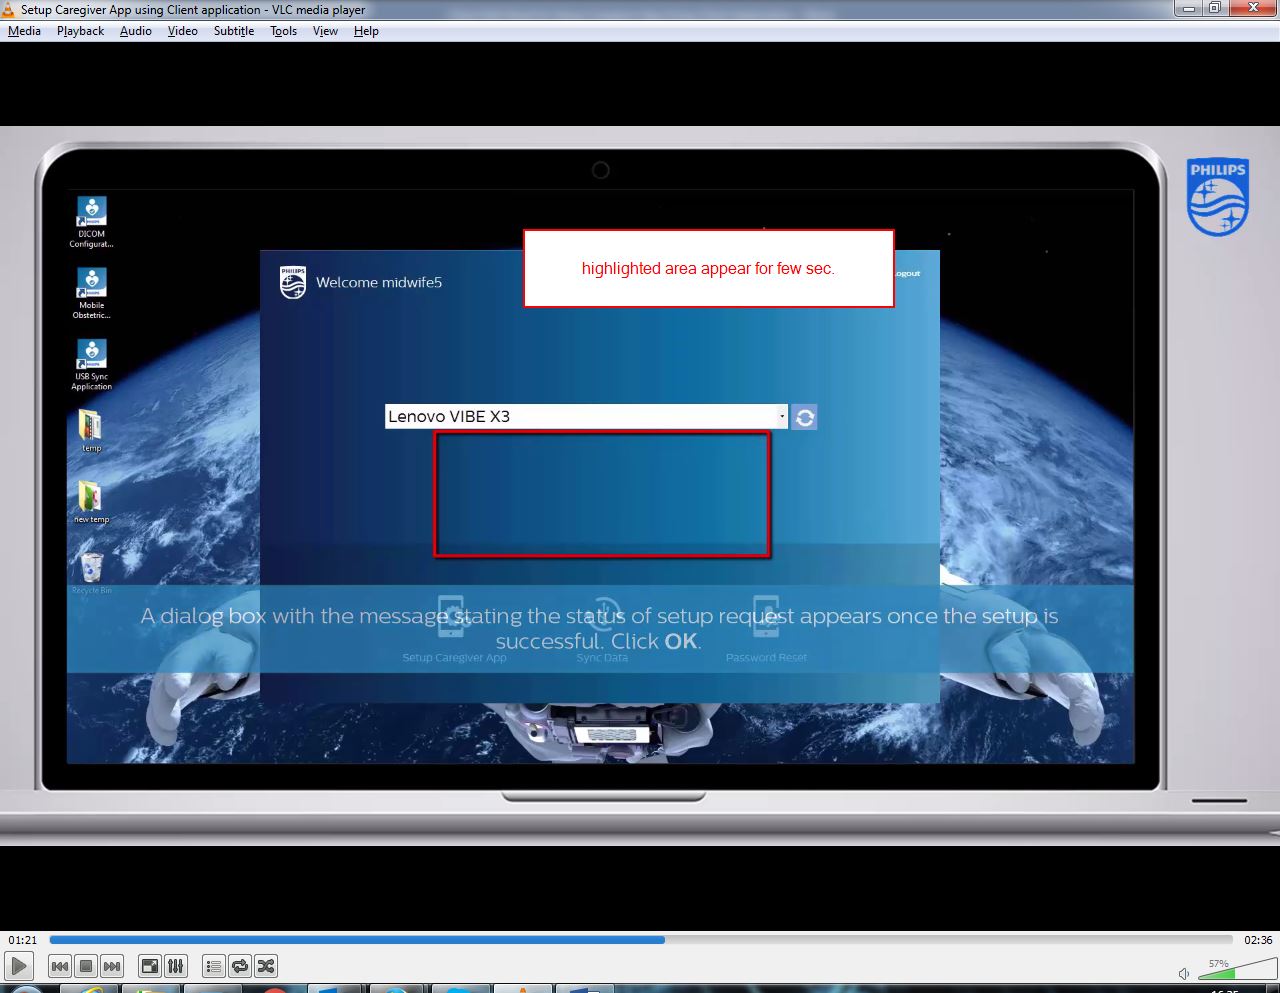 Setup Caregiver App using Client application - VLC media player
Media Playback Audio Video Subtitle Tools View Help
PHILIPS
DICOM
Configurat...
Mobile
Obstetric...
USB Sync
Application
temp
new temp
Recycle Bin
PHILIPS
Welcome midwife5
highlighted area appear for few sec.
Logout
Lenovo VIBE X3
A dialog box with the message stating the status of setup request appears once the setup is
successful. Click OK.
Setup Caregiver App
Sync Data
Password Reset
01:21
02:36
57%